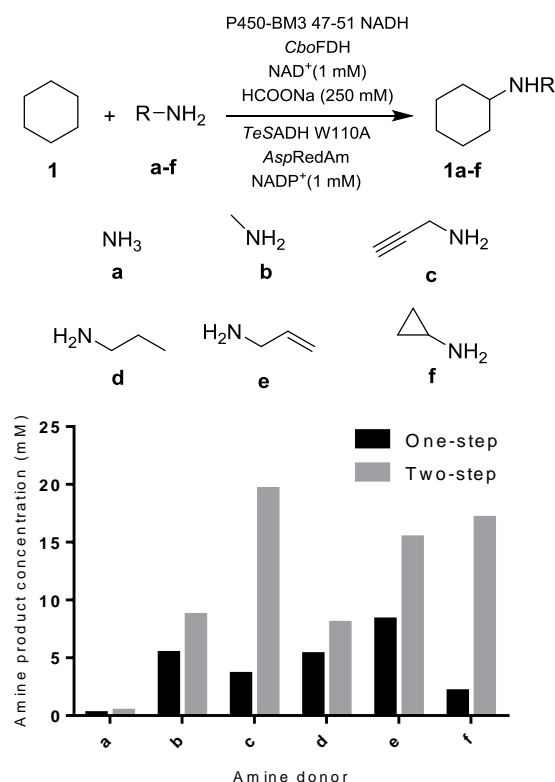 P450-BM3 47-51 NADH
CboFDH
NAD⁺(1 mM)
HCOONa (250 mM)
1 + R–NH₂ NHR
a-f
TeSADH W110A
AspRedAm
NADP⁺(1 mM)
1a-f
NH₃ NH₂ NH₂
a b c
H₂N H₂N NH₂
d e f
Amine product concentration (mM)
25
20
15
10
5
0
One-step
Two-step
a b c d e f
Amine donor